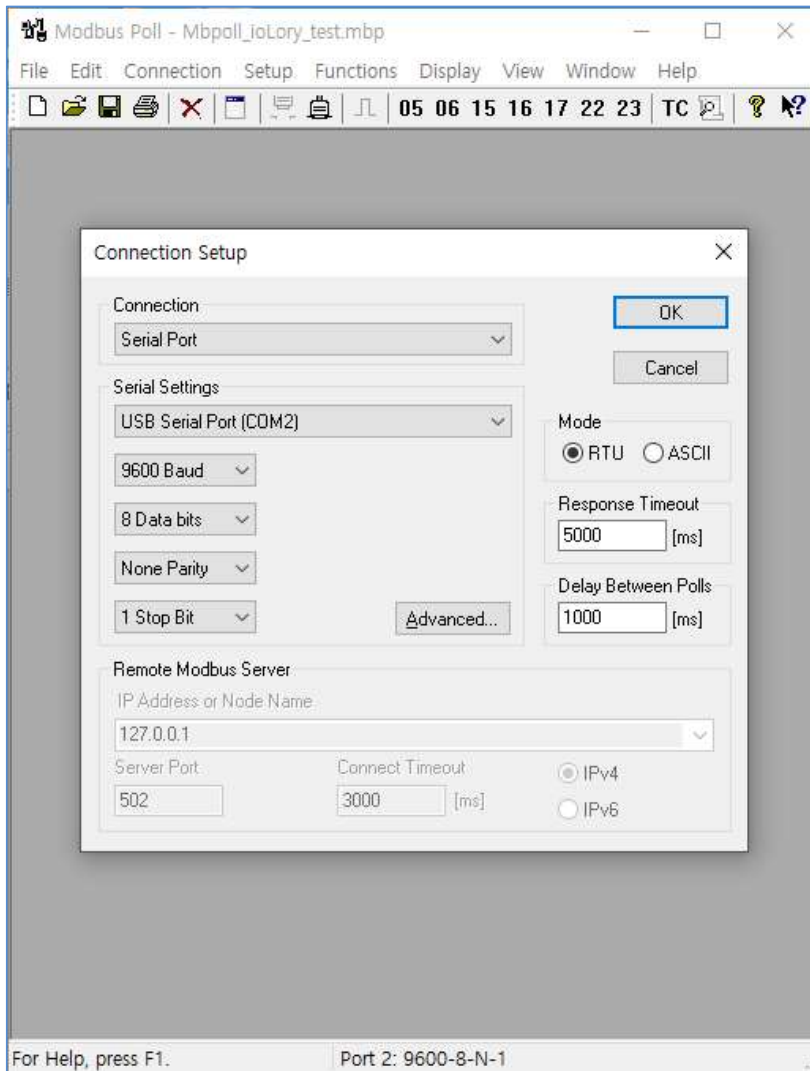 Modbus Poll - Mbpoll_ioLory_test.mbp
File Edit Connection Setup Functions Display View Window Help
05 06 15 16 17 22 23 TC
Connection Setup
Connection
Serial Port
OK
Cancel
Serial Settings
USB Serial Port (COM2)
9600 Baud
8 Data bits
None Parity
1 Stop Bit
Advanced...
Mode
RTU ASCII
Response Timeout
5000 [ms]
Delay Between Polls
1000 [ms]
Remote Modbus Server
IP Address or Node Name
127.0.0.1
Server Port Connect Timeout
502 3000 [ms]
IPv4
IPv6
For Help, press F1. Port 2: 9600-8-N-1